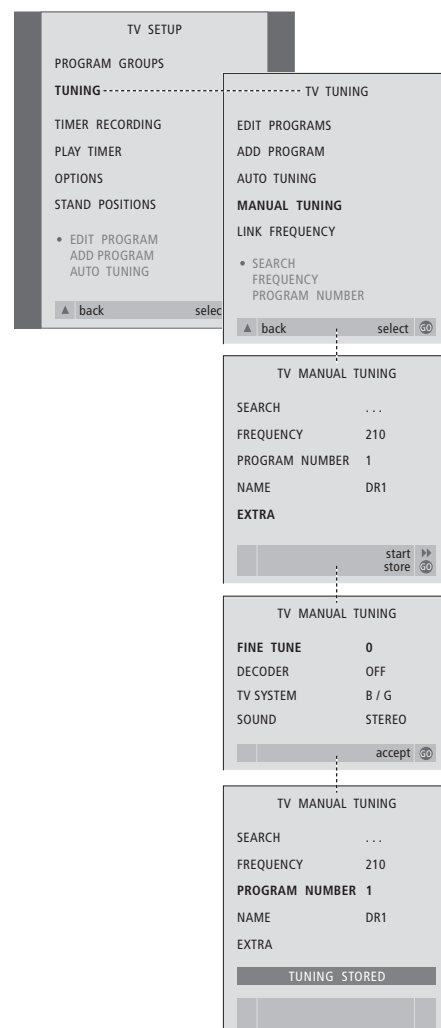 TV SETUP
PROGRAM GROUPS
TUNING
TIMER RECORDING
PLAY TIMER
OPTIONS
STAND POSITIONS
• EDIT PROGRAM
ADD PROGRAM
AUTO TUNING
▲ back selec
TV TUNING
EDIT PROGRAMS
ADD PROGRAM
AUTO TUNING
MANUAL TUNING
LINK FREQUENCY
• SEARCH
FREQUENCY
PROGRAM NUMBER
▲ back select GO
TV MANUAL TUNING
SEARCH . . .
FREQUENCY 210
PROGRAM NUMBER 1
NAME DR1
EXTRA
start
store GO
TV MANUAL TUNING
FINE TUNE 0
DECODER OFF
TV SYSTEM B / G
SOUND STEREO
accept GO
TV MANUAL TUNING
SEARCH . . .
FREQUENCY 210
PROGRAM NUMBER 1
NAME DR1
EXTRA
TUNING STORED